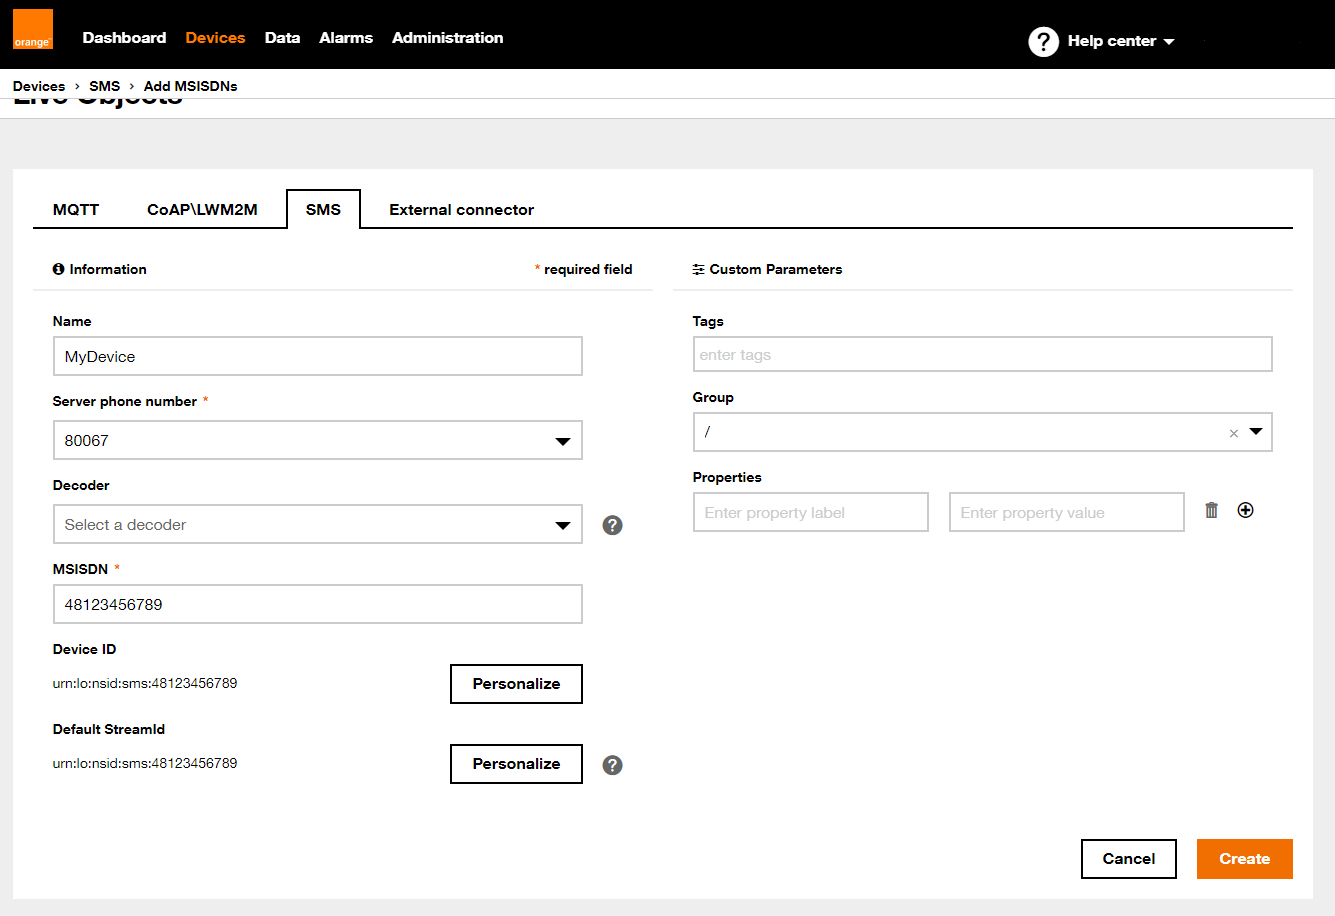 orange™
Dashboard Devices Data Alarms Administration
? Help center
Devices › SMS › Add MSISDNs
Live Objects
MQTT CoAP\LWM2M SMS External connector
Information * required field
Custom Parameters
Name
MyDevice
Server phone number *
80067
Decoder
Select a decoder ?
MSISDN *
48123456789
Device ID
urn:lo:nsid:sms:48123456789 Personalize
Default StreamId
urn:lo:nsid:sms:48123456789 Personalize ?
Tags
enter tags
Group
/ ×
Properties
Enter property label Enter property value
Cancel Create